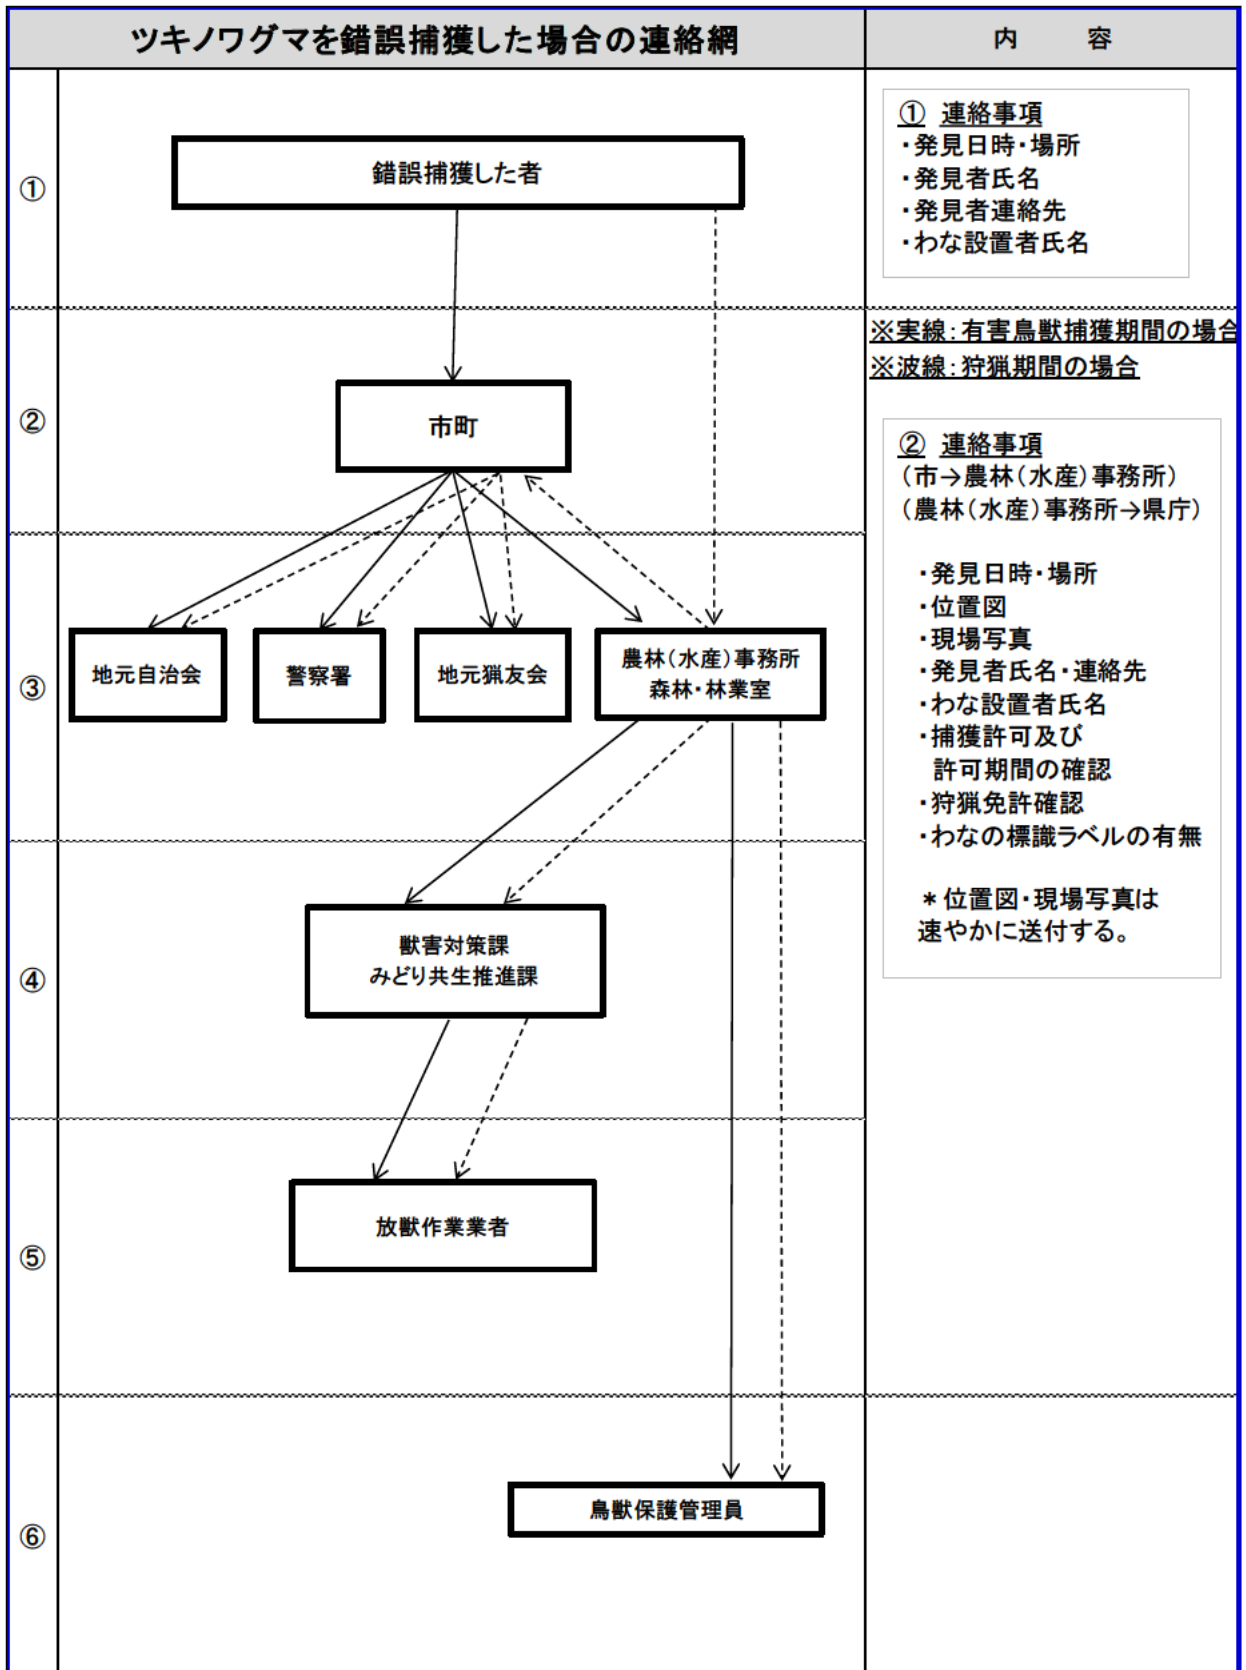 ツキノワグマを錯誤捕獲した場合の連絡網
内　　容
①
錯誤捕獲した者
① 連絡事項
・発見日時・場所
・発見者氏名
・発見者連絡先
・わな設置者氏名
②
市町
※実線：有害鳥獣捕獲期間の場合
※波線：狩猟期間の場合
② 連絡事項
（市→農林（水産）事務所）
（農林（水産）事務所→県庁）
・発見日時・場所
・位置図
・現場写真
・発見者氏名・連絡先
・わな設置者氏名
・捕獲許可及び
許可期間の確認
・狩猟免許確認
・わなの標識ラベルの有無
＊位置図・現場写真は
速やかに送付する。
③
地元自治会
警察署
地元猟友会
農林（水産）事務所
森林・林業室
④
獣害対策課
みどり共生推進課
⑤
放獣作業業者
⑥
鳥獣保護管理員